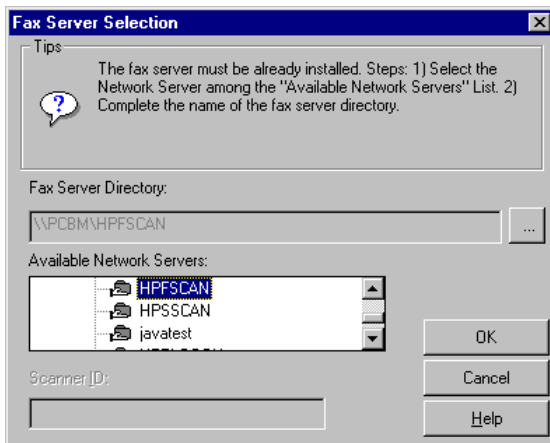 Fax Server Selection
Tips
The fax server must be already installed. Steps: 1) Select the
Network Server among the "Available Network Servers" List. 2)
Complete the name of the fax server directory.
Fax Server Directory:
\\PCBM\HPFSCAN
...
Available Network Servers:
HPFSCAN
HPSSCAN
javatest
OK
Scanner ID:
Cancel
Help